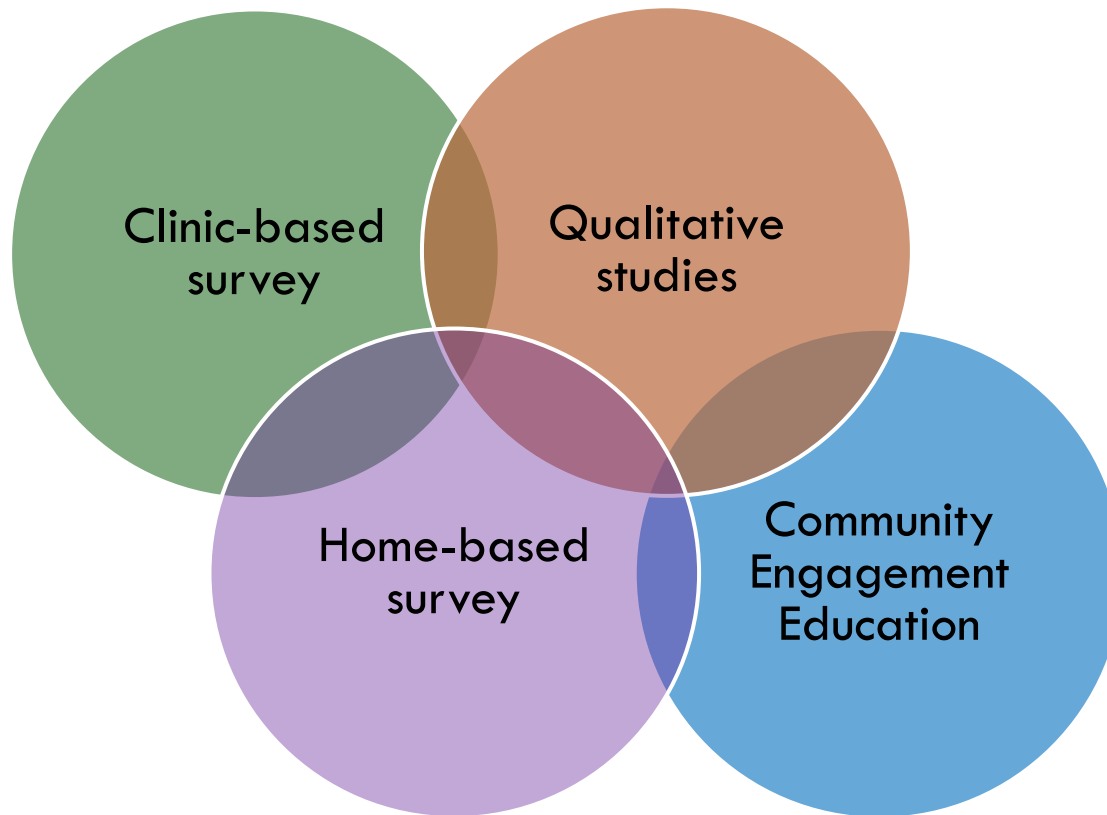 Clinic-based
survey
Qualitative
studies
Home-based
survey
Community
Engagement
Education